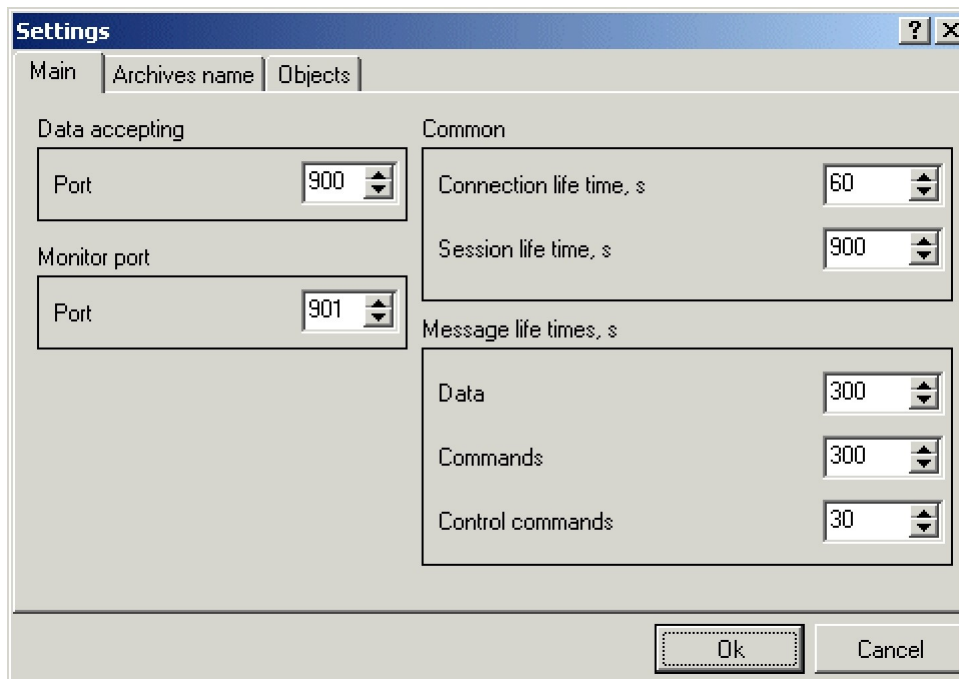 Settings
Main Archives name Objects
Data accepting
Port 900
Monitor port
Port 901
Common
Connection life time, s 60
Session life time, s 900
Message life times, s
Data 300
Commands 300
Control commands 30
Ok Cancel